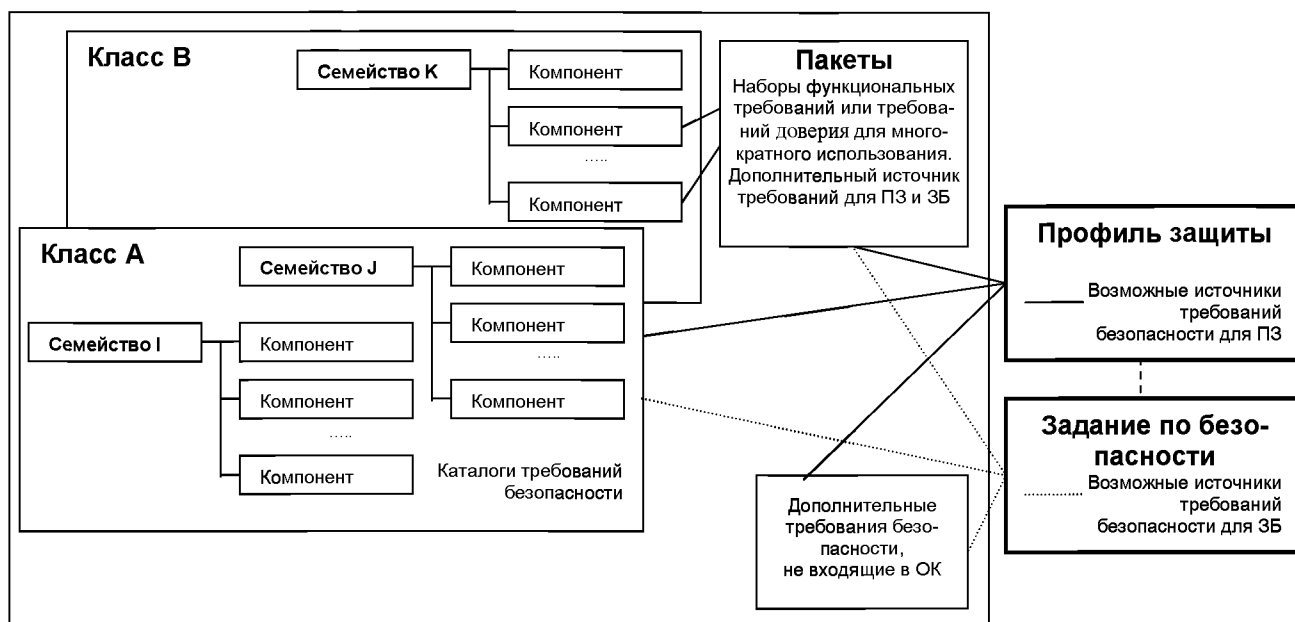 Класс B
Семейство K
Компонент
Компонент
.....
Компонент
Пакеты
Наборы функциональных
требований или требова-
ний доверия для много-
кратного использования.
Дополнительный источник
требований для ПЗ и ЗБ
Класс A
Семейство J
Компонент
Компонент
.....
Компонент
Семейство I
Компонент
Компонент
.....
Компонент
Каталоги требований
безопасности
Дополнительные
требования безо-
пасности,
не входящие в ОК
Профиль защиты
Возможные источники
требований
безопасности для ПЗ
Задание по безо-
пасности
Возможные источники
требований
безопасности для ЗБ